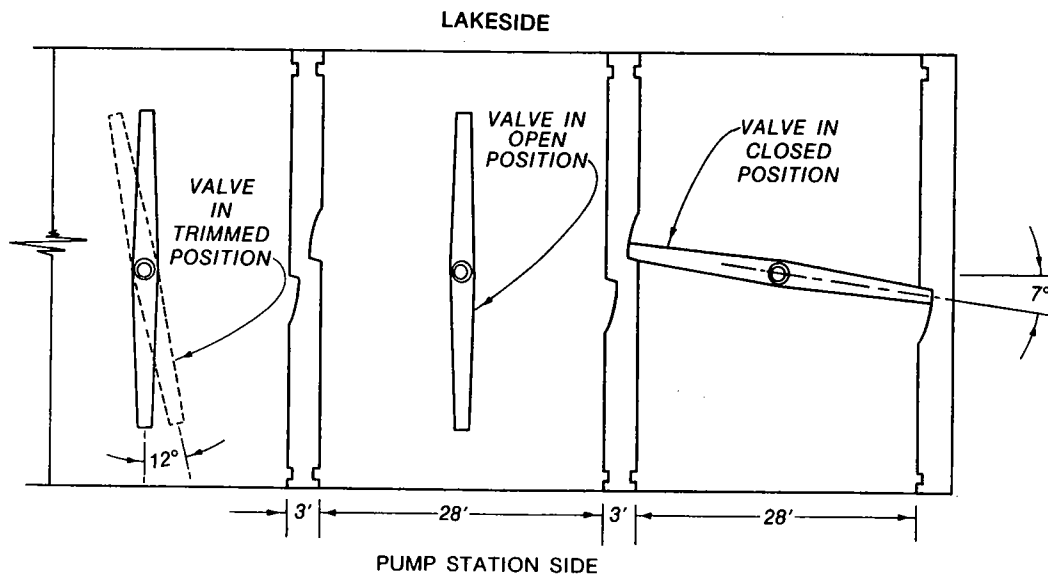 LAKESIDE
VALVE
IN
TRIMMED
POSITION
VALVE IN
OPEN
POSITION
VALVE IN
CLOSED
POSITION
7°
12°
3'
28'
3'
28'
PUMP STATION SIDE